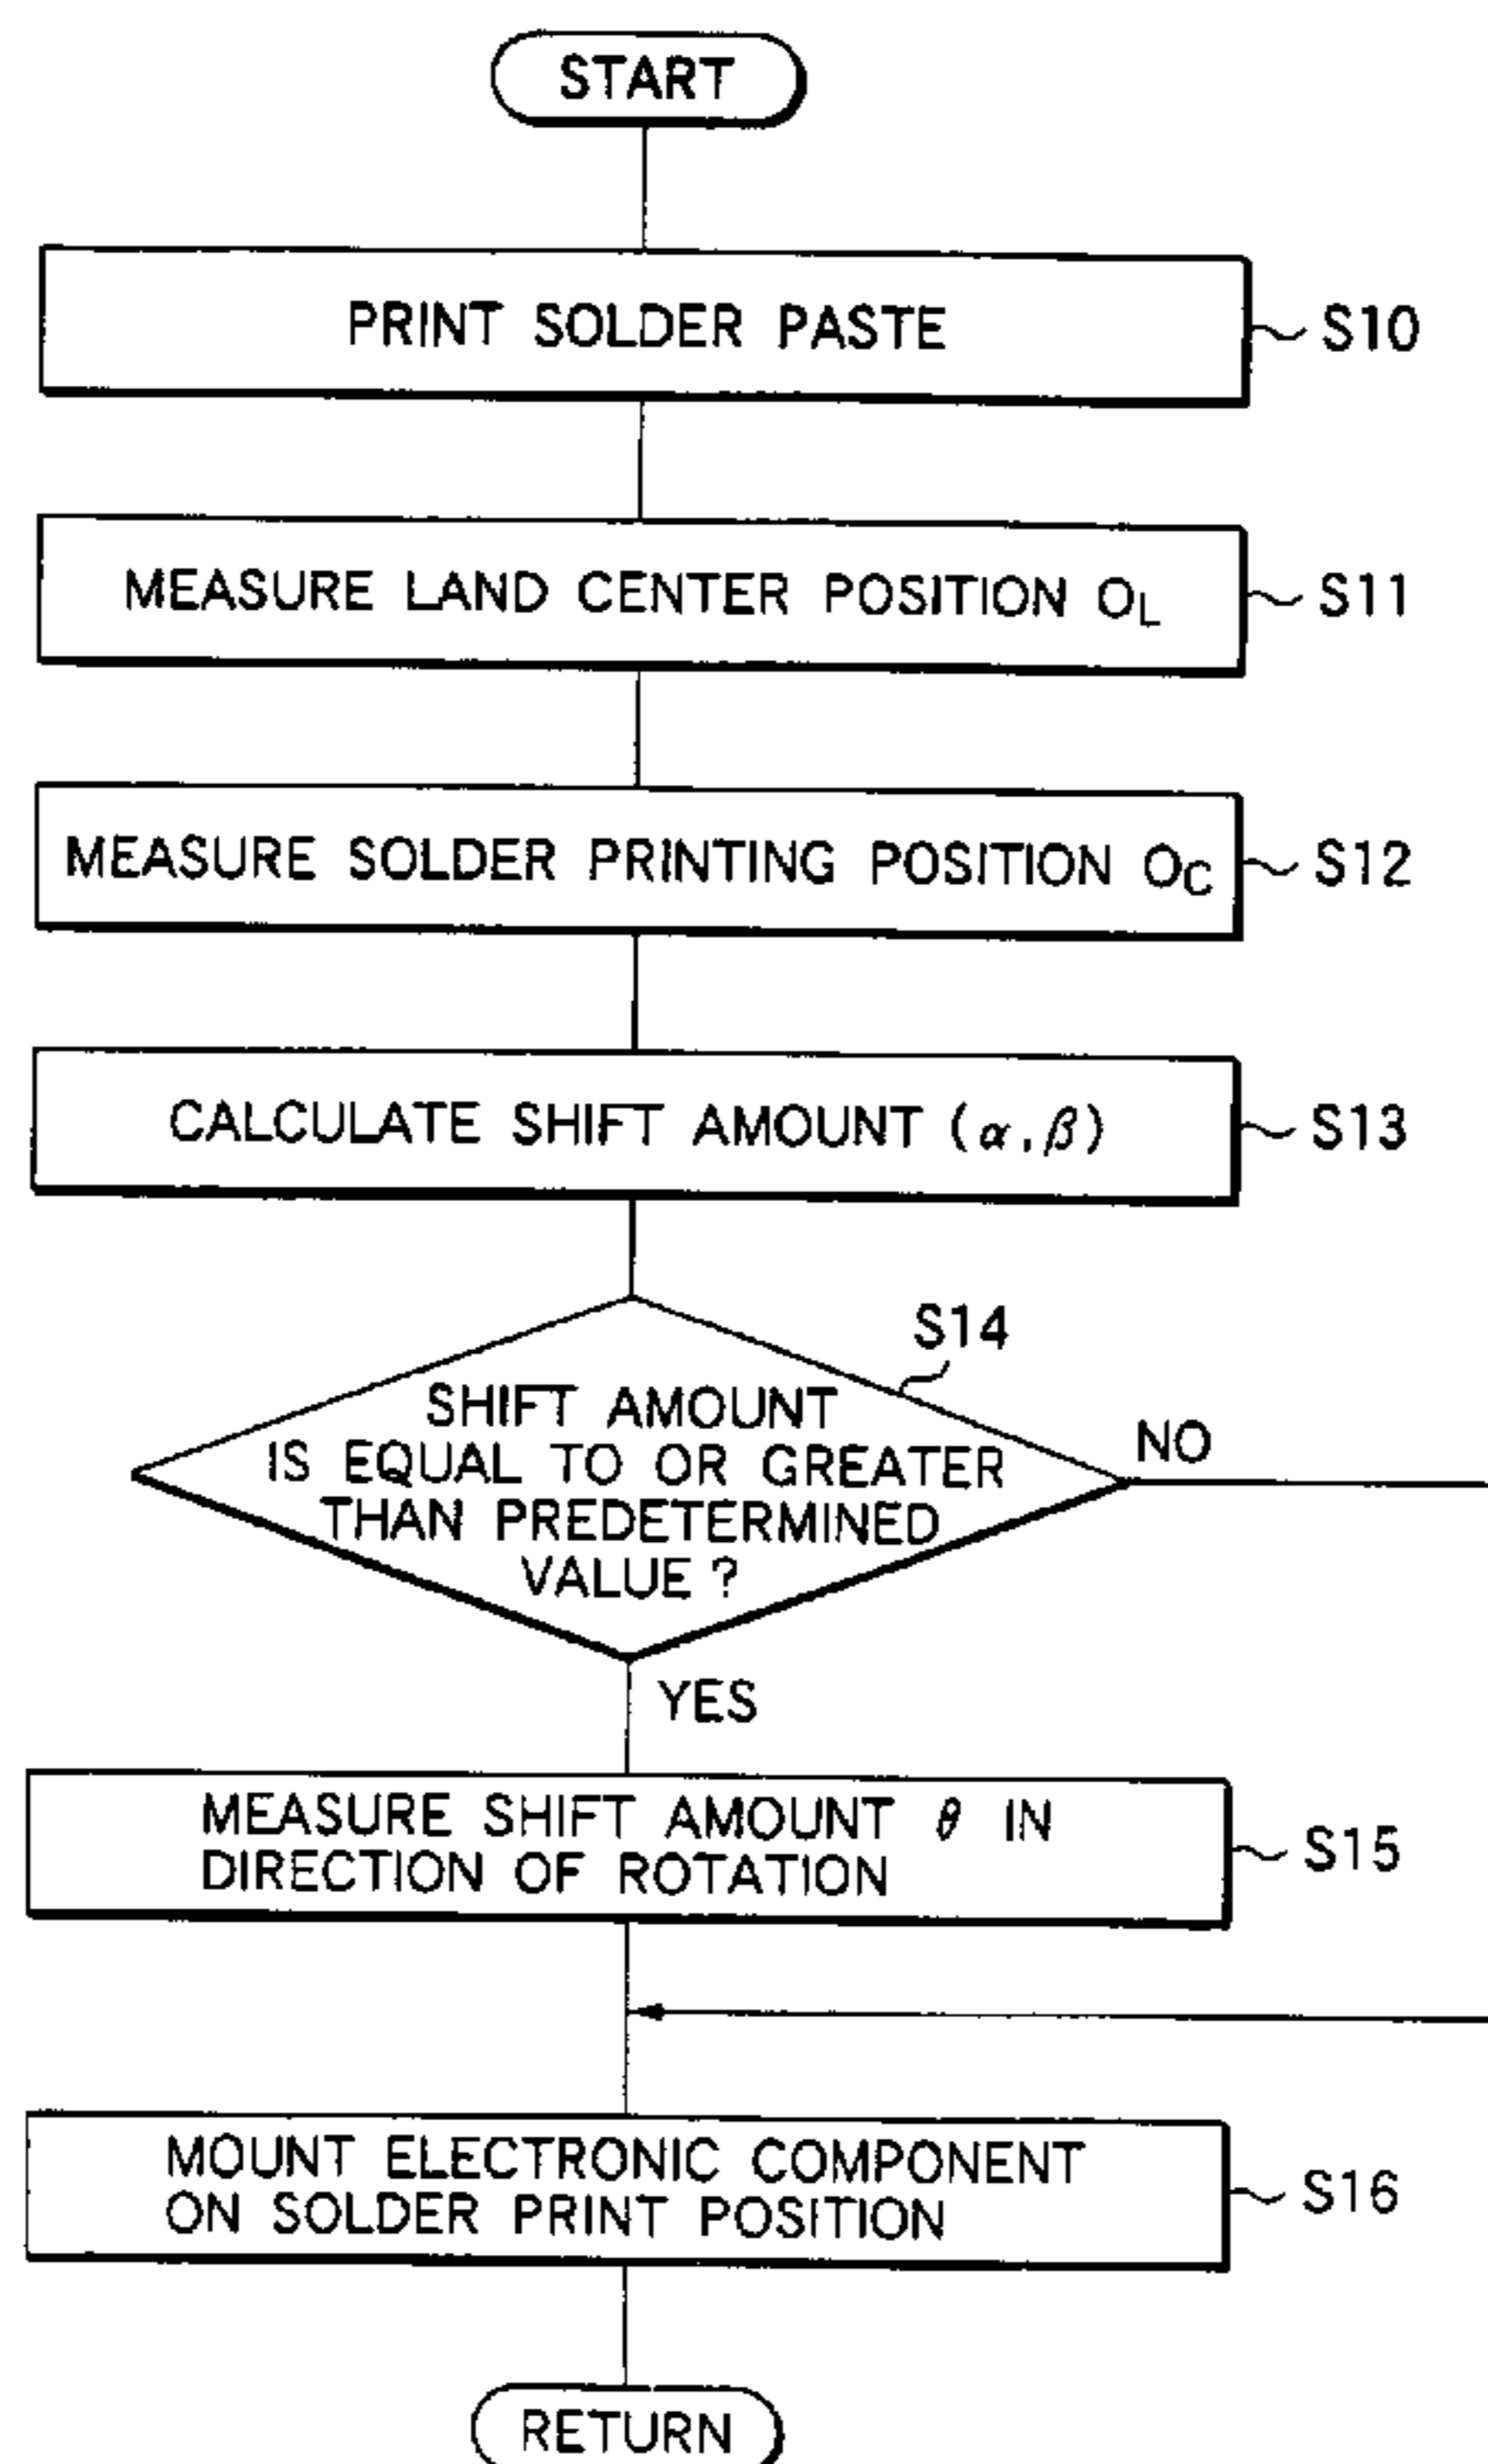 START
PRINT SOLDER PASTE
S10
MEASURE LAND CENTER POSITION OL
S11
MEASURE SOLDER PRINTING POSITION OC
S12
CALCULATE SHIFT AMOUNT (α,β)
S13
S14
SHIFT AMOUNT
IS EQUAL TO OR GREATER
THAN PREDETERMINED
VALUE ?
NO
YES
MEASURE SHIFT AMOUNT θ IN
DIRECTION OF ROTATION
S15
MOUNT ELECTRONIC COMPONENT
ON SOLDER PRINT POSITION
S16
RETURN